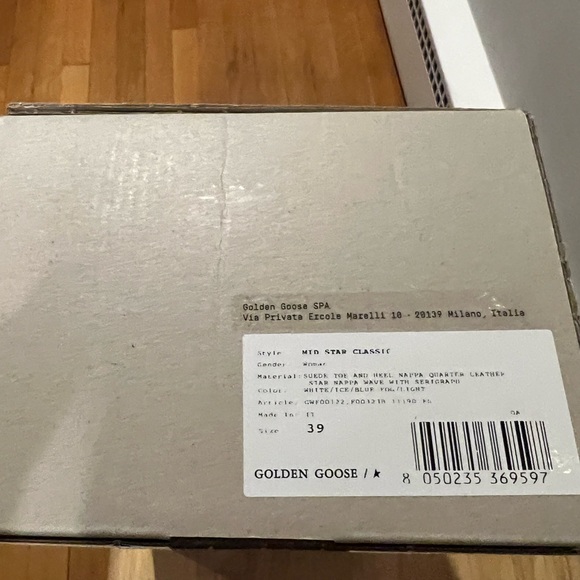 Golden Goose SPA
Via Privata Ercole Marelli 10 - 20139 Milano, Italia
Style: MID STAR CLASSIC
Gender: Woman
Material: SUEDE TOE AND HEEL NAPPA QUARTER LEATHER
STAR NAPPA WAVE WITH SERIGRAPH
Color: WHITE/ICE/BLUE FOG/LIGHT
Article:
Made in: IT
Size 39
GOLDEN GOOSE /
8 050235 369597